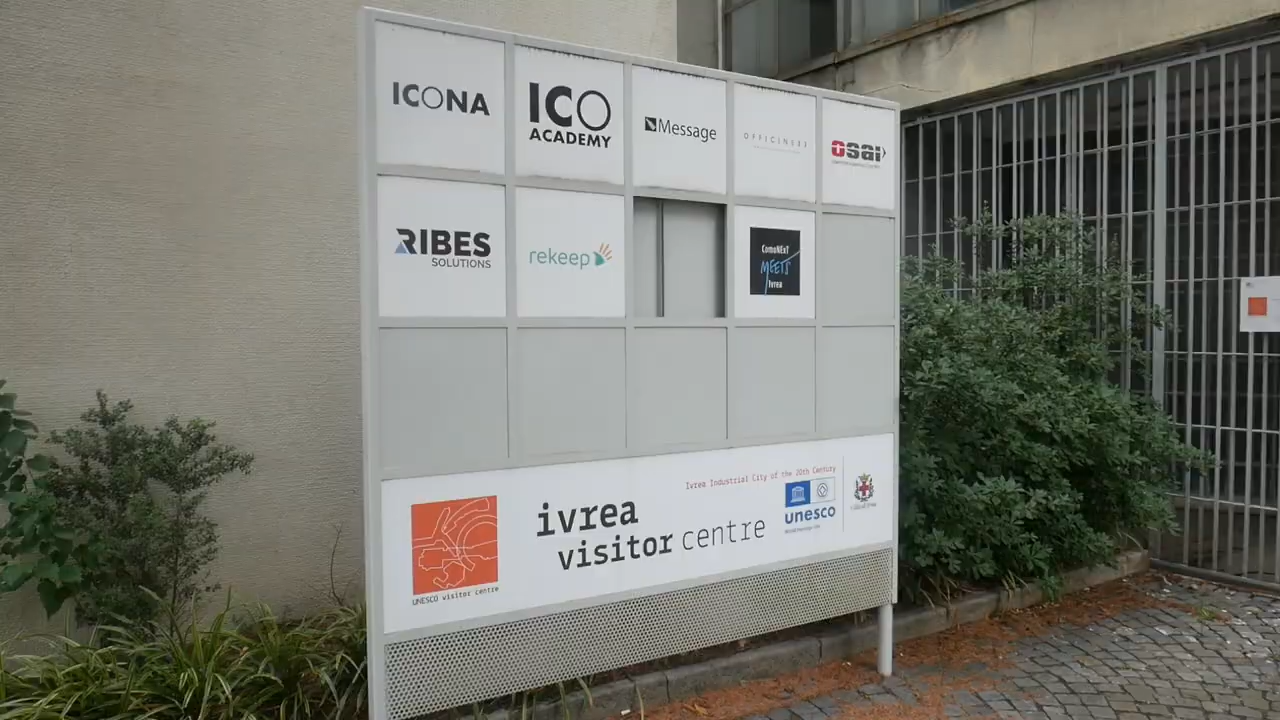 ICONA
ICO
ACADEMY
Message
OFFICINEE3
osai
RIBES
SOLUTIONS
rekeep
ComoNExT
MEETS
Ivrea
Ivrea Industrial City of the 20th Century
ivrea
visitor centre
unesco
UNESCO visitor centre